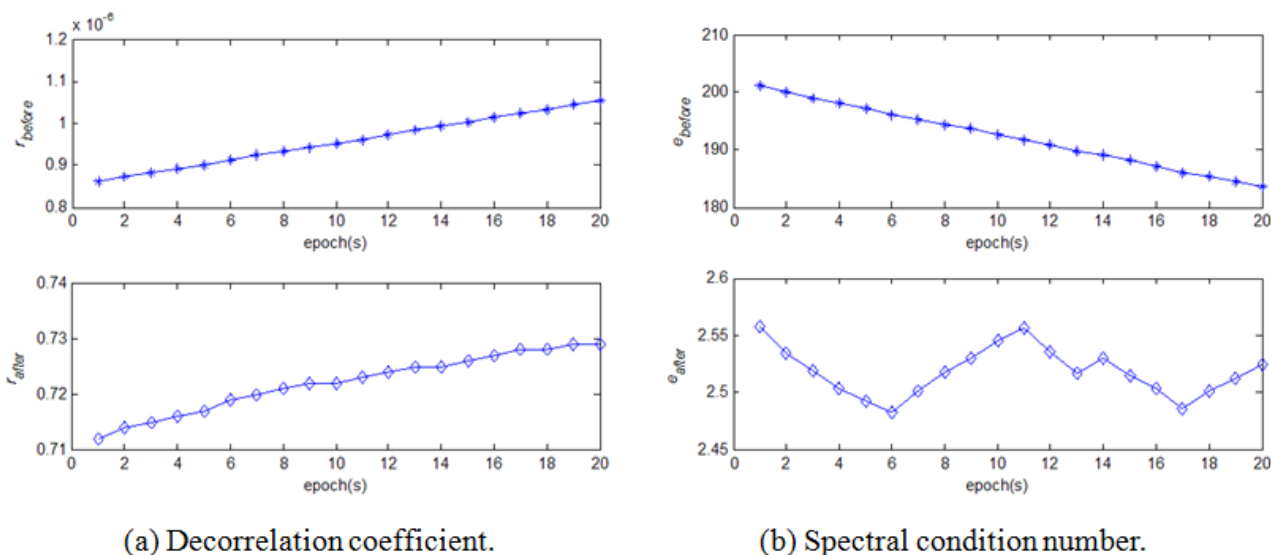 x 10⁻⁶
1.2
1.1
1
0.9
0.8
r before
0 2 4 6 8 10 12 14 16 18 20
epoch(s)
0.74
0.73
0.72
0.71
r after
0 2 4 6 8 10 12 14 16 18 20
epoch(s)
(a) Decorrelation coefficient.
210
200
190
180
e before
0 2 4 6 8 10 12 14 16 18 20
epoch(s)
2.6
2.55
2.5
2.45
e after
0 2 4 6 8 10 12 14 16 18 20
epoch(s)
(b) Spectral condition number.